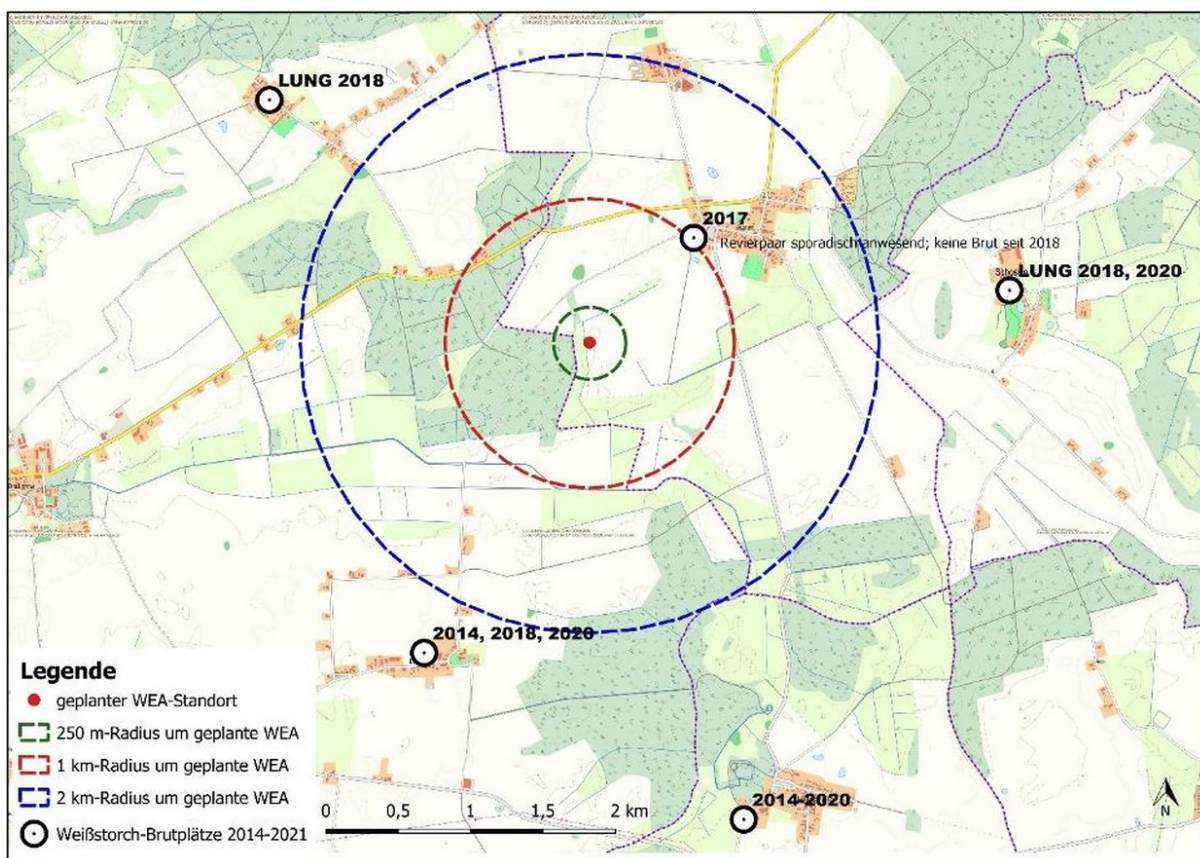 LUNG 2018
2017
Revierpaar sporadisch anwesend; keine Brut seit 2018
LUNG 2018, 2020
2014, 2018, 2020
2014-2020
Legende
geplanter WEA-Standort
250 m-Radius um geplante WEA
1 km-Radius um geplante WEA
2 km-Radius um geplante WEA
Weißstorch-Brutplätze 2014-2021
0 0,5 1 1,5 2 km
N